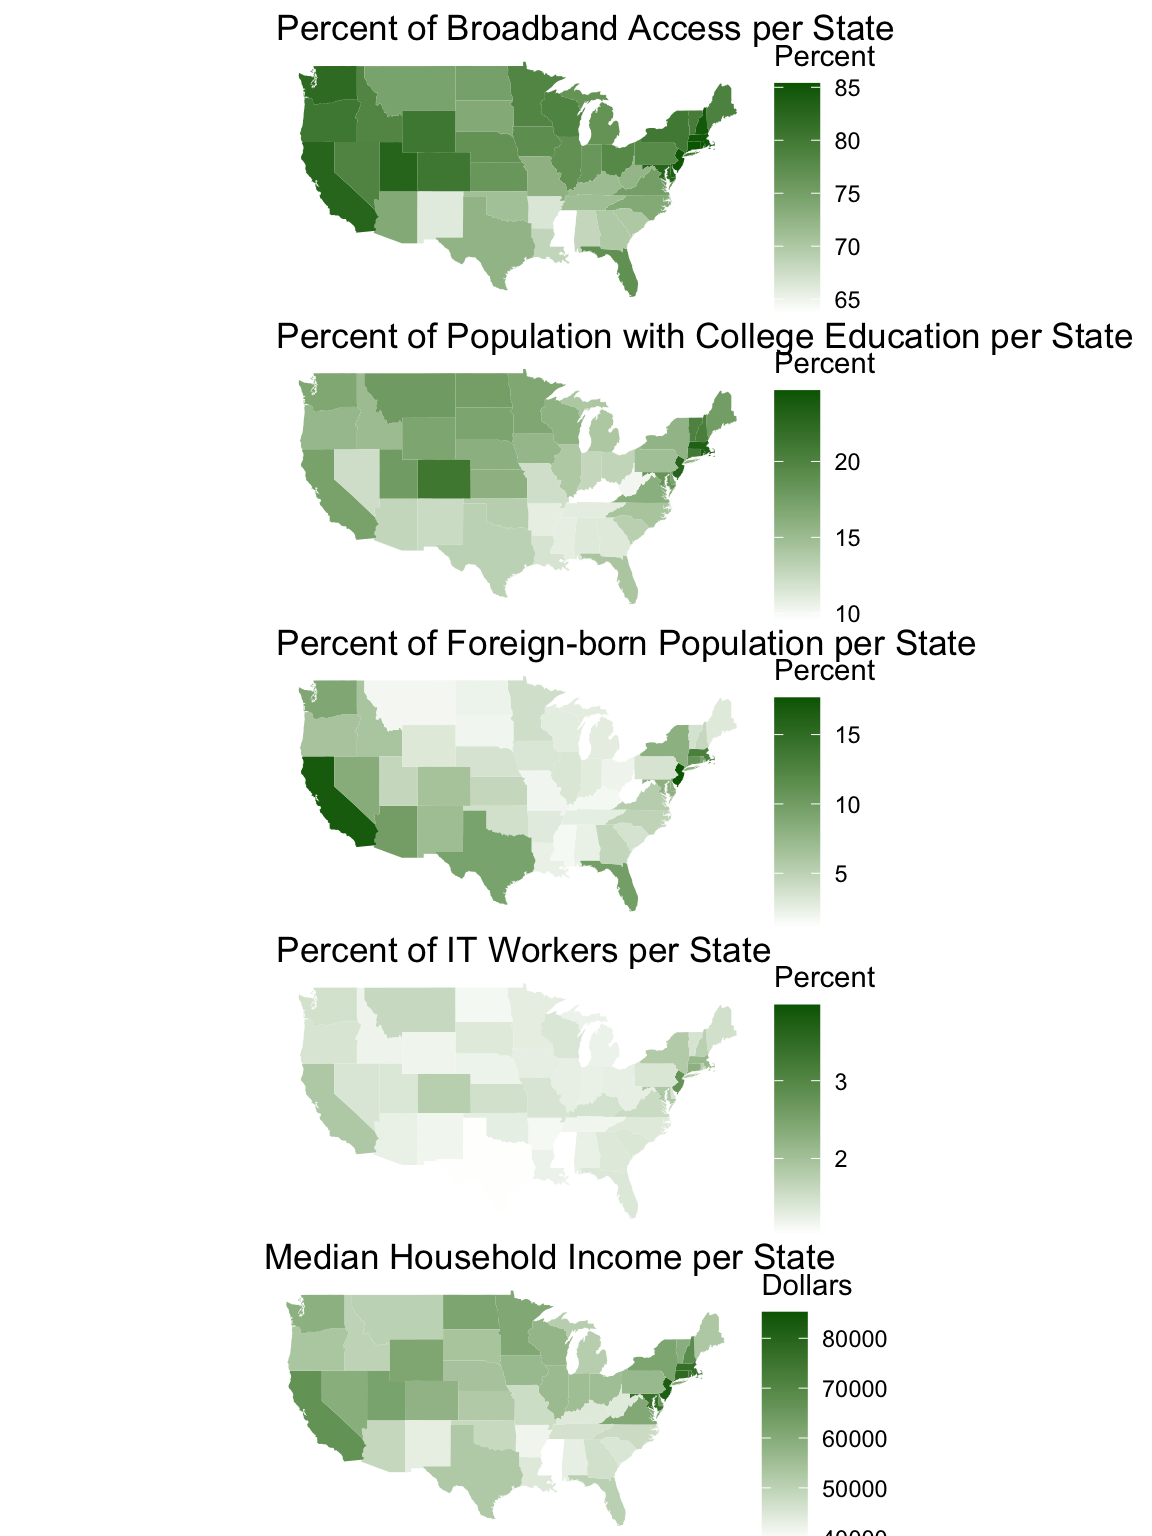 Percent of Broadband Access per State
Percent
85
80
75
70
65
Percent of Population with College Education per State
Percent
20
15
10
Percent of Foreign-born Population per State
Percent
15
10
5
Percent of IT Workers per State
Percent
3
2
Median Household Income per State
Dollars
80000
70000
60000
50000
40000